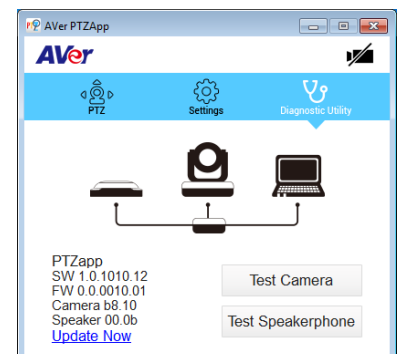 AVer PTZApp
AVer
PTZ
Settings
Diagnostic Utility
PTZapp
SW 1.0.1010.12
FW 0.0.0010.01
Camera b8.10
Speaker 00.0b
Update Now
Test Camera
Test Speakerphone